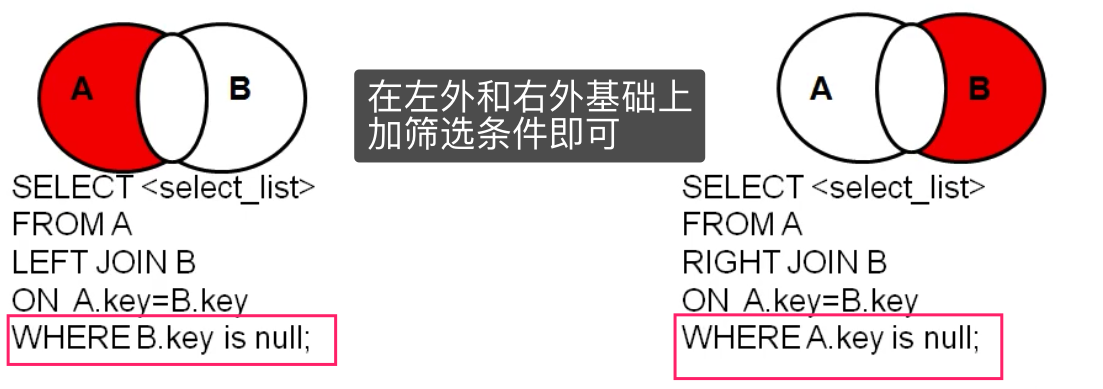 A B
在左外和右外基础上
加筛选条件即可
A B
SELECT <select_list>
FROM A
LEFT JOIN B
ON A.key=B.key
WHERE B.key is null;
SELECT <select_list>
FROM A
RIGHT JOIN B
ON A.key=B.key
WHERE A.key is null;